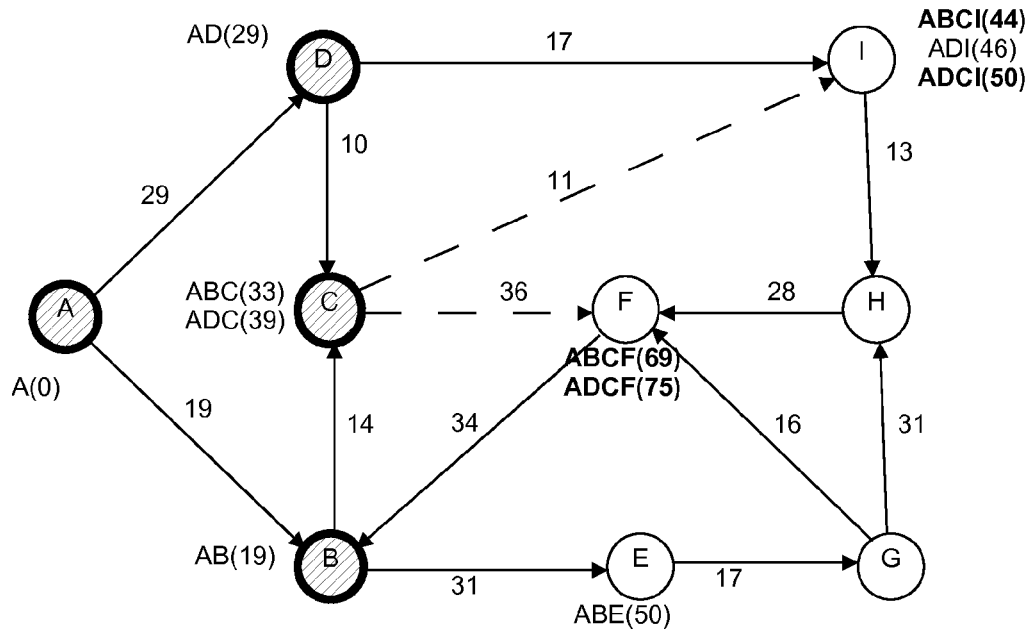 ABCI(44)
AD(29)
17
I
ADI(46)
D
ADCI(50)
10
13
11
29
ABC(33)
C
36
F
28
H
A
ADC(39)
ABCF(69)
A(0)
ADCF(75)
19
14
34
16
31
AB(19)
B
E
G
31
17
ABE(50)